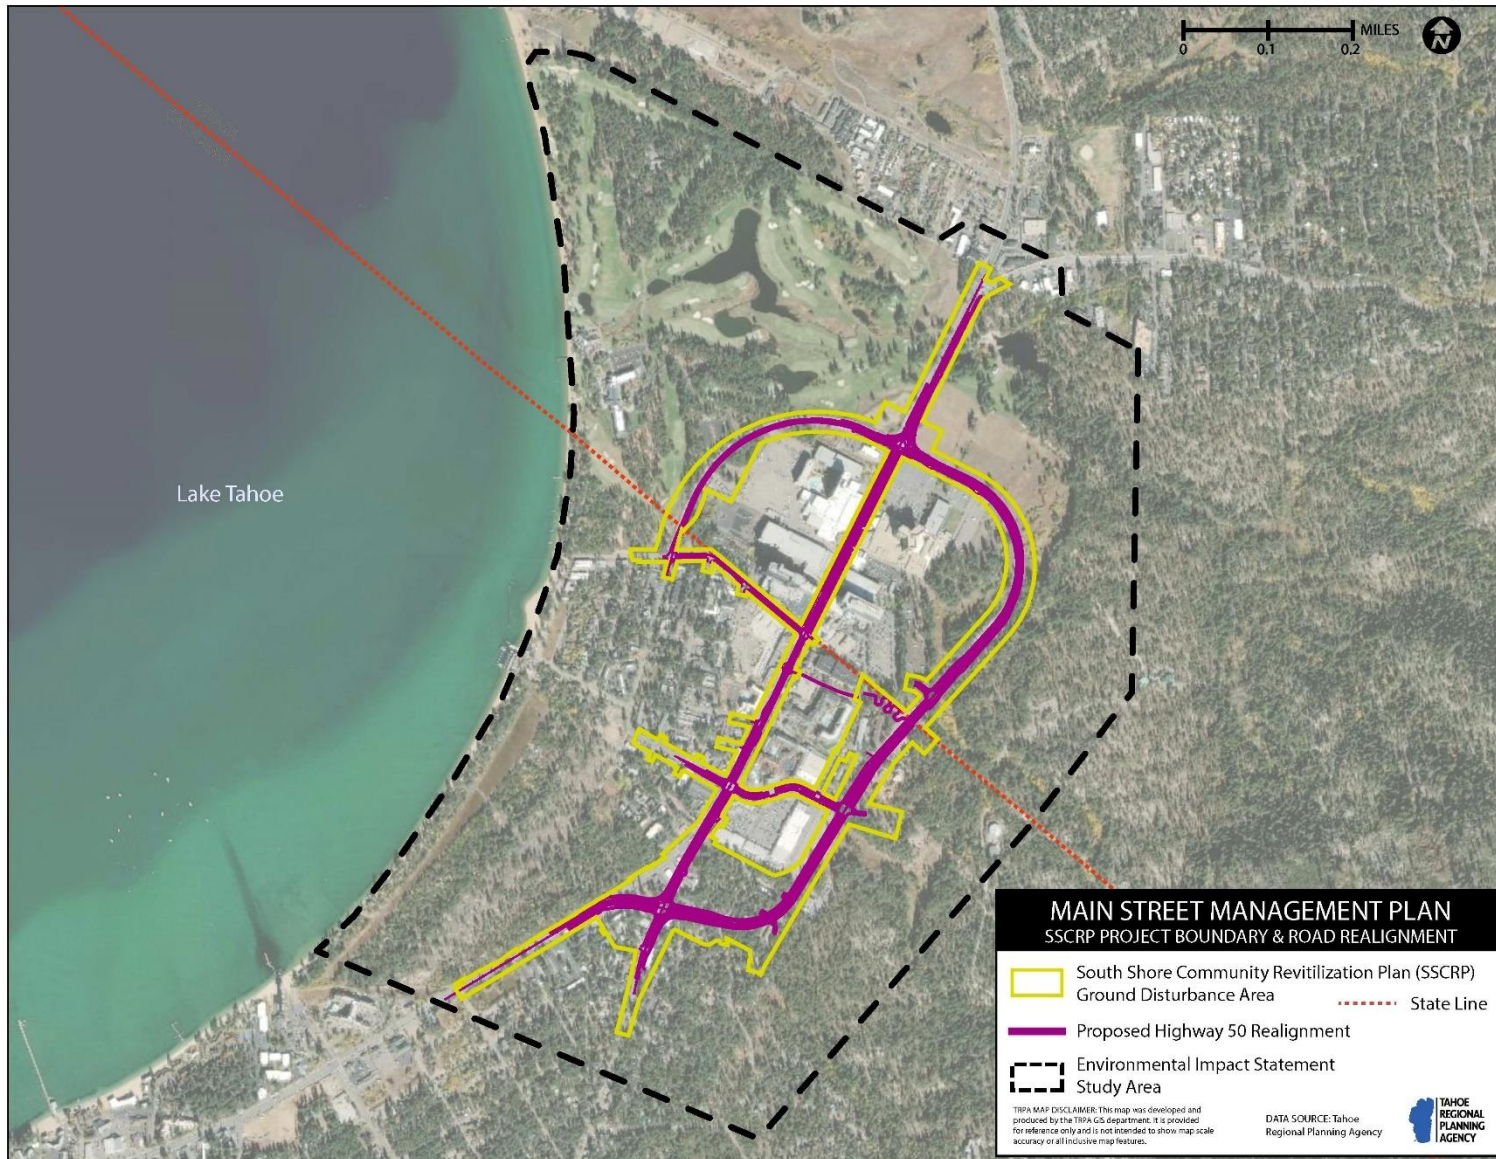 MILES
0 0.1 0.2
N
Lake Tahoe
MAIN STREET MANAGEMENT PLAN
SSCRP PROJECT BOUNDARY & ROAD REALIGNMENT
South Shore Community Revitilization Plan (SSCRP)
Ground Disturbance Area
State Line
Proposed Highway 50 Realignment
Environmental Impact Statement
Study Area
TRPA MAP DISCLAIMER: This map was developed and
produced by the TRPA GIS department. It is provided
for reference only and is not intended to show map scale
accuracy or all inclusive map features.
DATA SOURCE: Tahoe
Regional Planning Agency
TAHOE
REGIONAL
PLANNING
AGENCY